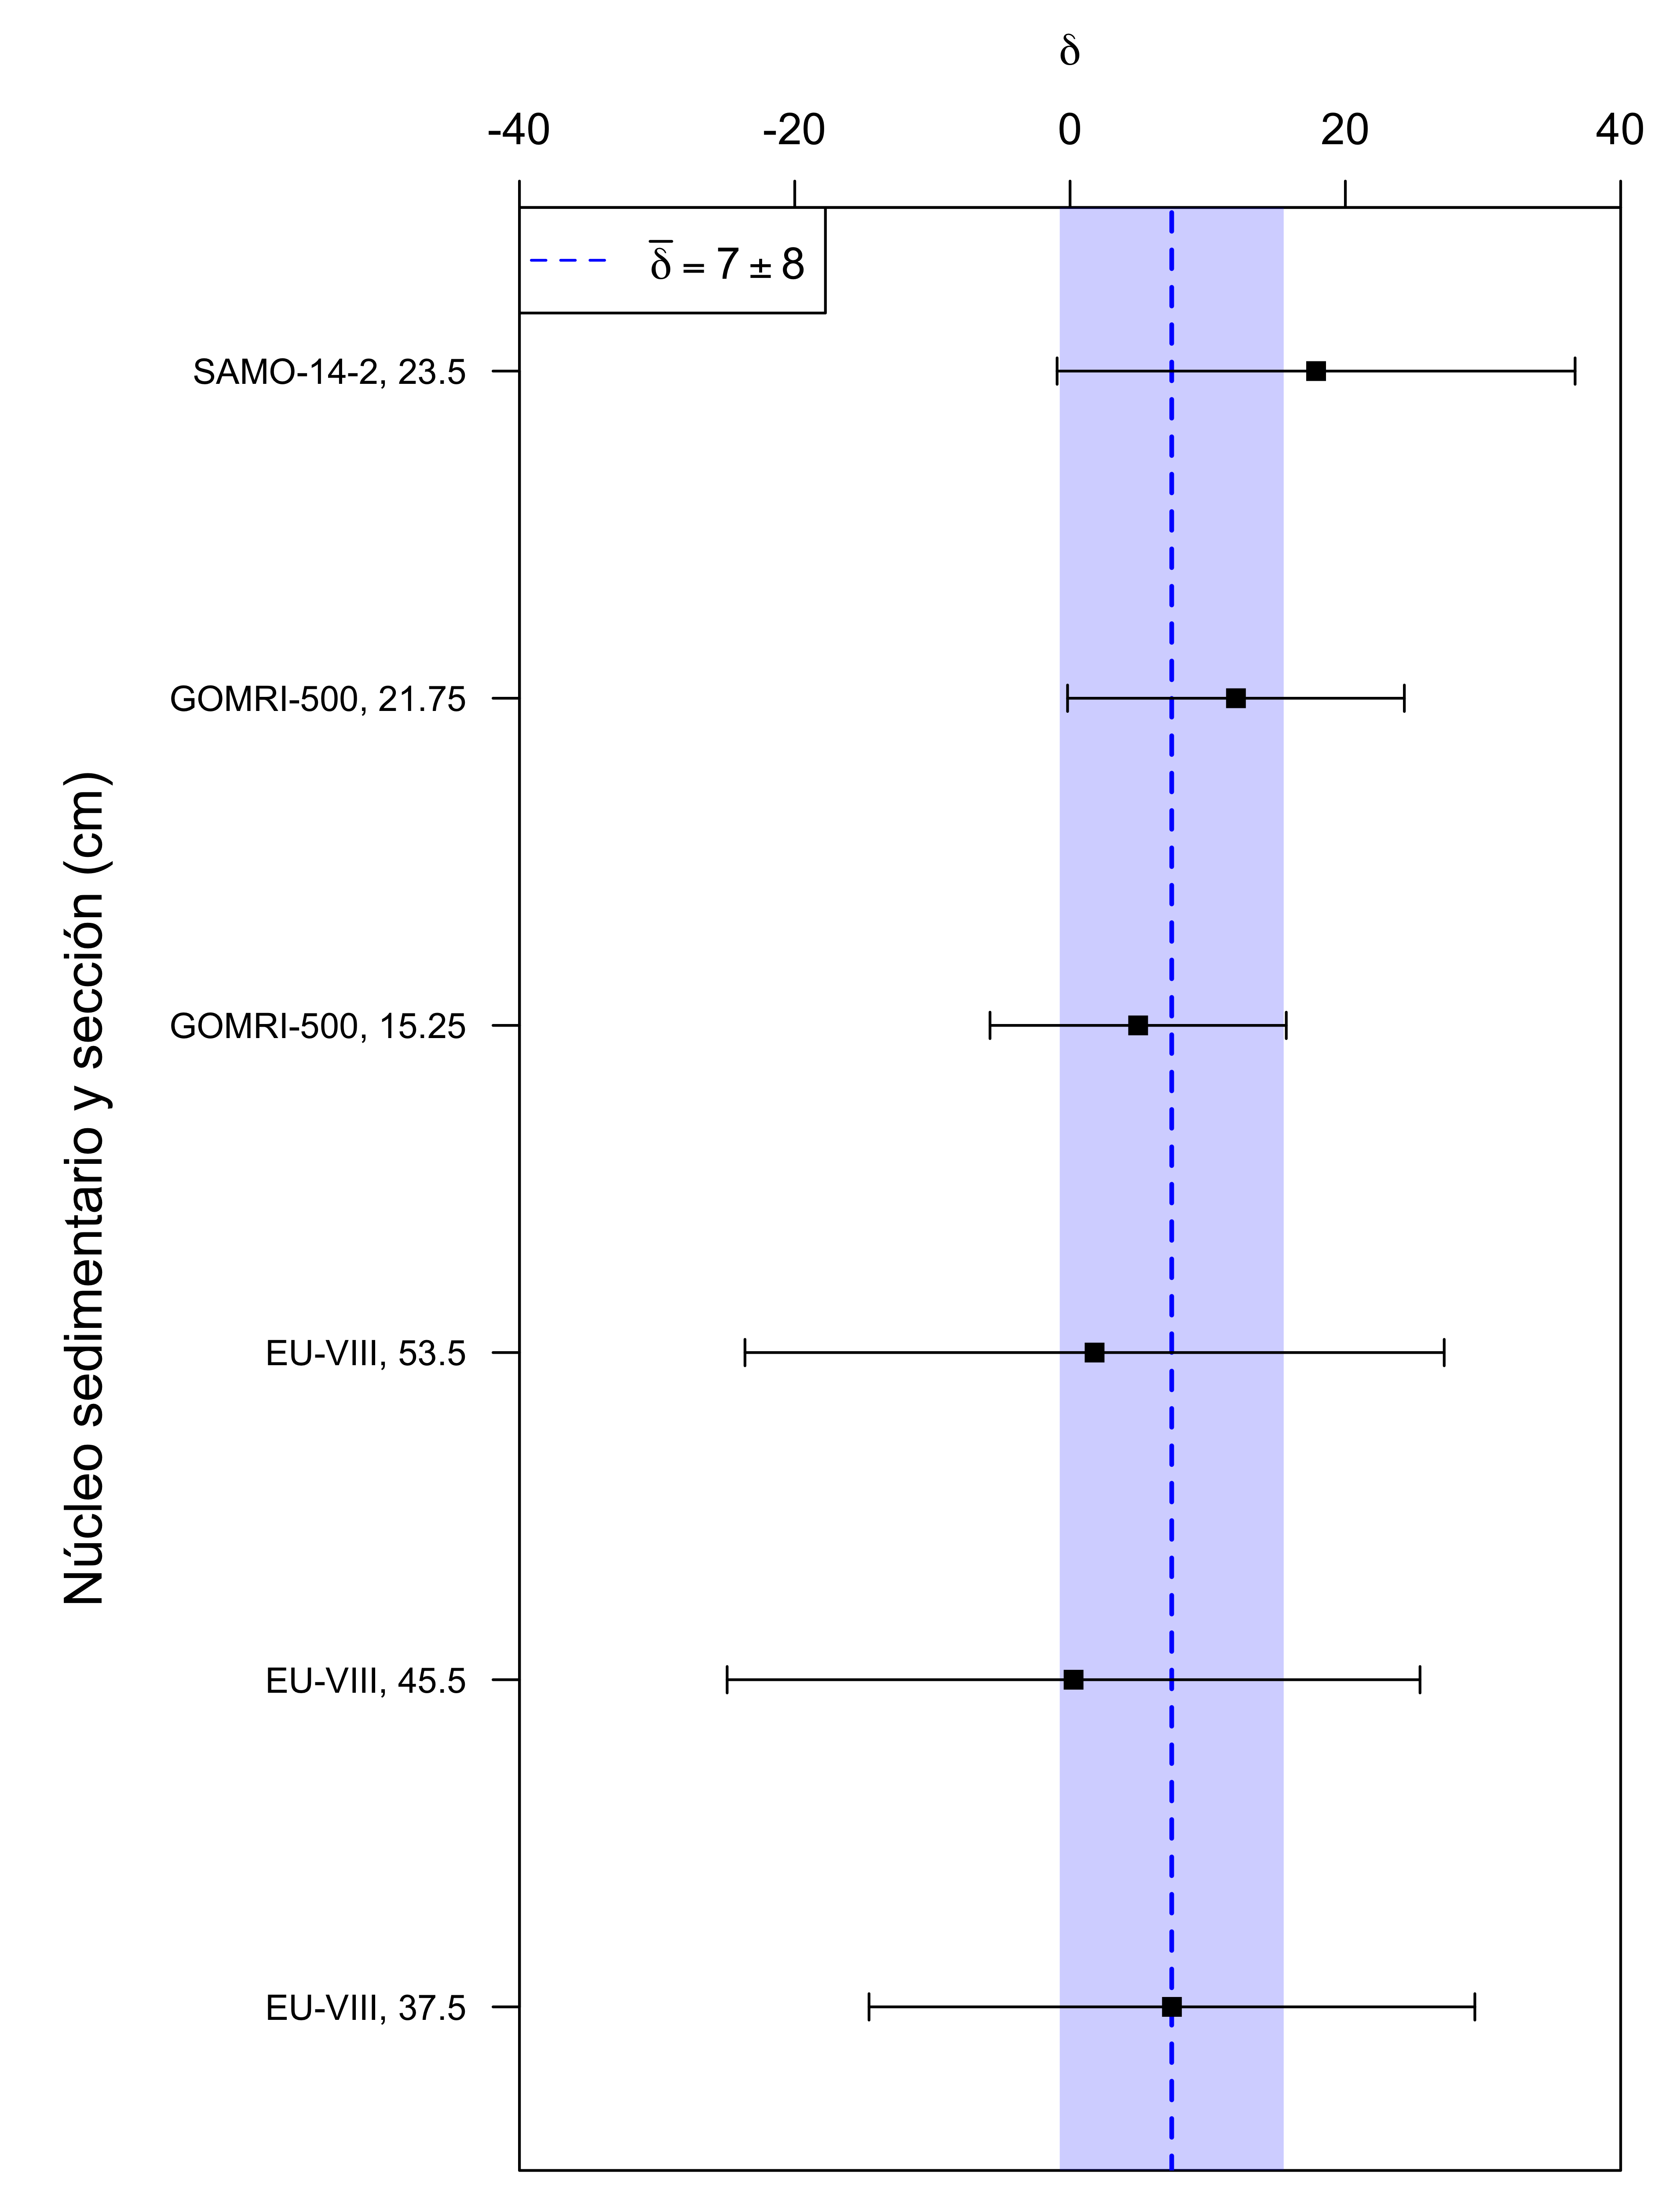 δ
-40 -20 0 20 40
δ̅ = 7 ± 8
SAMO-14-2, 23.5
GOMRI-500, 21.75
GOMRI-500, 15.25
EU-VIII, 53.5
EU-VIII, 45.5
EU-VIII, 37.5
Núcleo sedimentario y sección (cm)